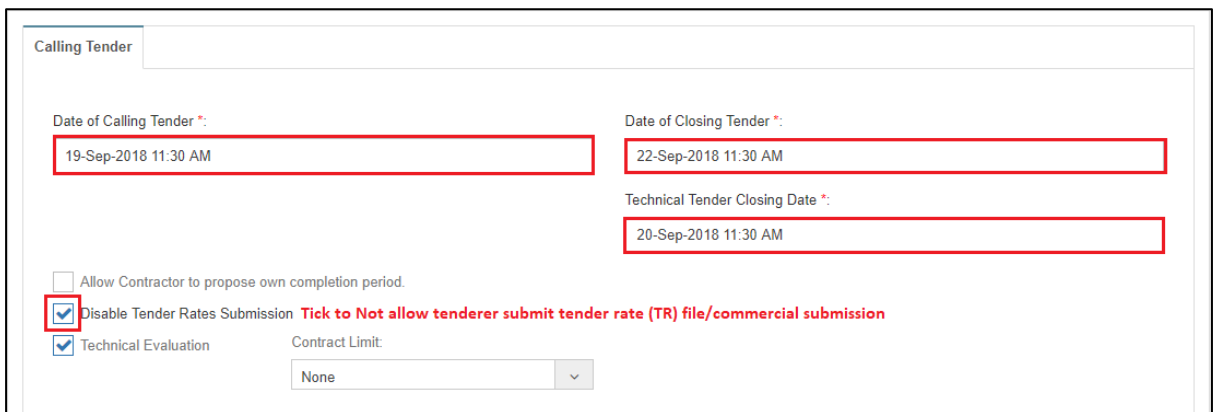 Calling Tender
Date of Calling Tender *:
19-Sep-2018 11:30 AM
Date of Closing Tender *:
22-Sep-2018 11:30 AM
Technical Tender Closing Date *:
20-Sep-2018 11:30 AM
Allow Contractor to propose own completion period.
Disable Tender Rates Submission Tick to Not allow tenderer submit tender rate (TR) file/commercial submission
Technical Evaluation
Contract Limit:
None